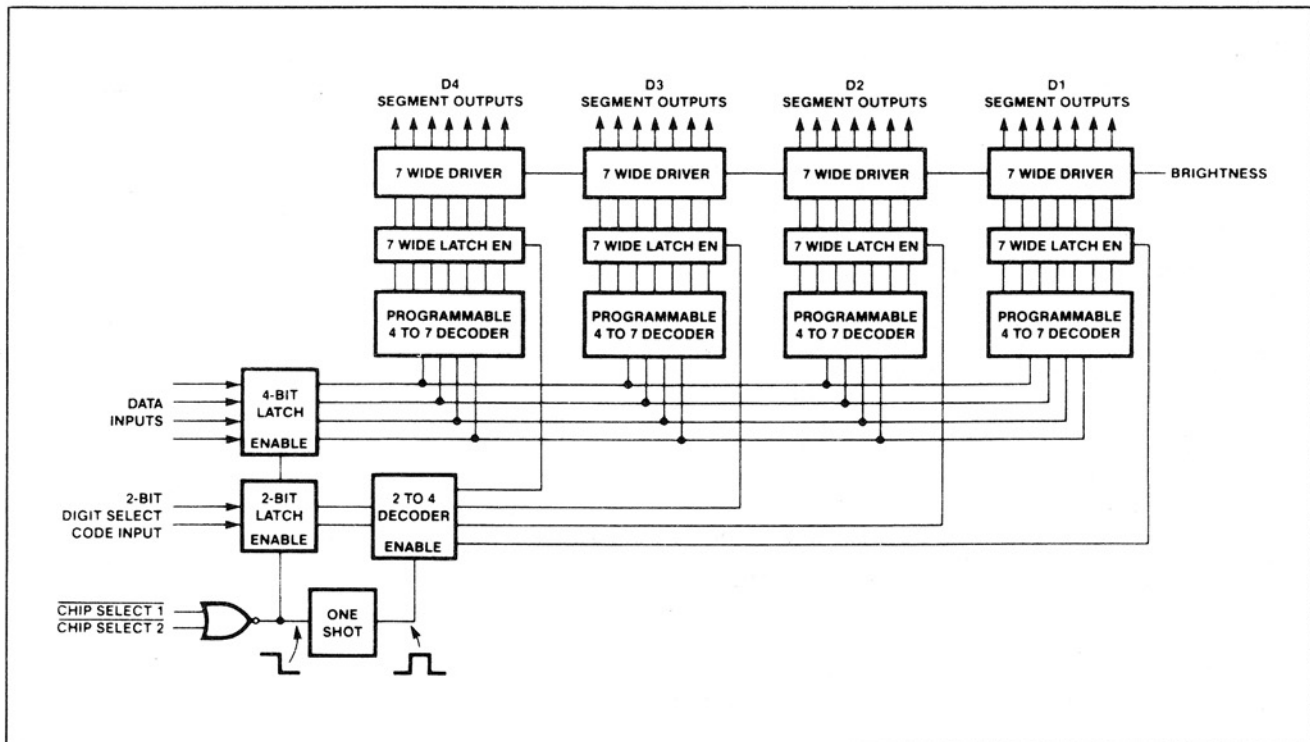 D4
SEGMENT OUTPUTS
D3
SEGMENT OUTPUTS
D2
SEGMENT OUTPUTS
D1
SEGMENT OUTPUTS
7 WIDE DRIVER
7 WIDE DRIVER
7 WIDE DRIVER
7 WIDE DRIVER
BRIGHTNESS
7 WIDE LATCH EN
7 WIDE LATCH EN
7 WIDE LATCH EN
7 WIDE LATCH EN
PROGRAMMABLE
4 TO 7 DECODER
PROGRAMMABLE
4 TO 7 DECODER
PROGRAMMABLE
4 TO 7 DECODER
PROGRAMMABLE
4 TO 7 DECODER
DATA
INPUTS
4-BIT
LATCH
ENABLE
2-BIT
DIGIT SELECT
CODE INPUT
2-BIT
LATCH
ENABLE
2 TO 4
DECODER
ENABLE
CHIP SELECT 1
CHIP SELECT 2
ONE
SHOT